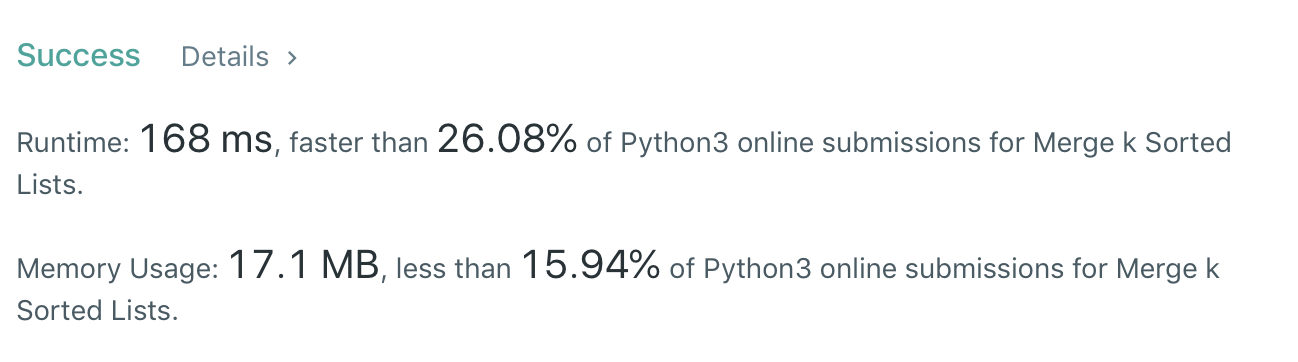 Success Details >
Runtime: 168 ms, faster than 26.08% of Python3 online submissions for Merge k Sorted
Lists.
Memory Usage: 17.1 MB, less than 15.94% of Python3 online submissions for Merge k
Sorted Lists.